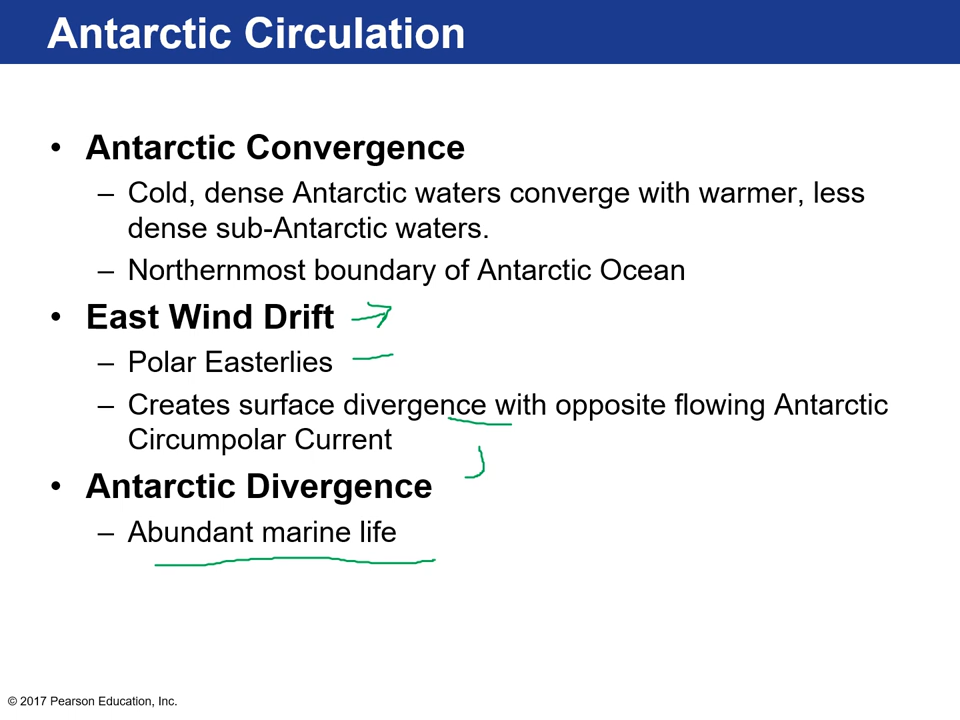 Antarctic Circulation
• Antarctic Convergence
– Cold, dense Antarctic waters converge with warmer, less
dense sub-Antarctic waters.
– Northernmost boundary of Antarctic Ocean
• East Wind Drift
– Polar Easterlies
– Creates surface divergence with opposite flowing Antarctic
Circumpolar Current
• Antarctic Divergence
– Abundant marine life
© 2017 Pearson Education, Inc.